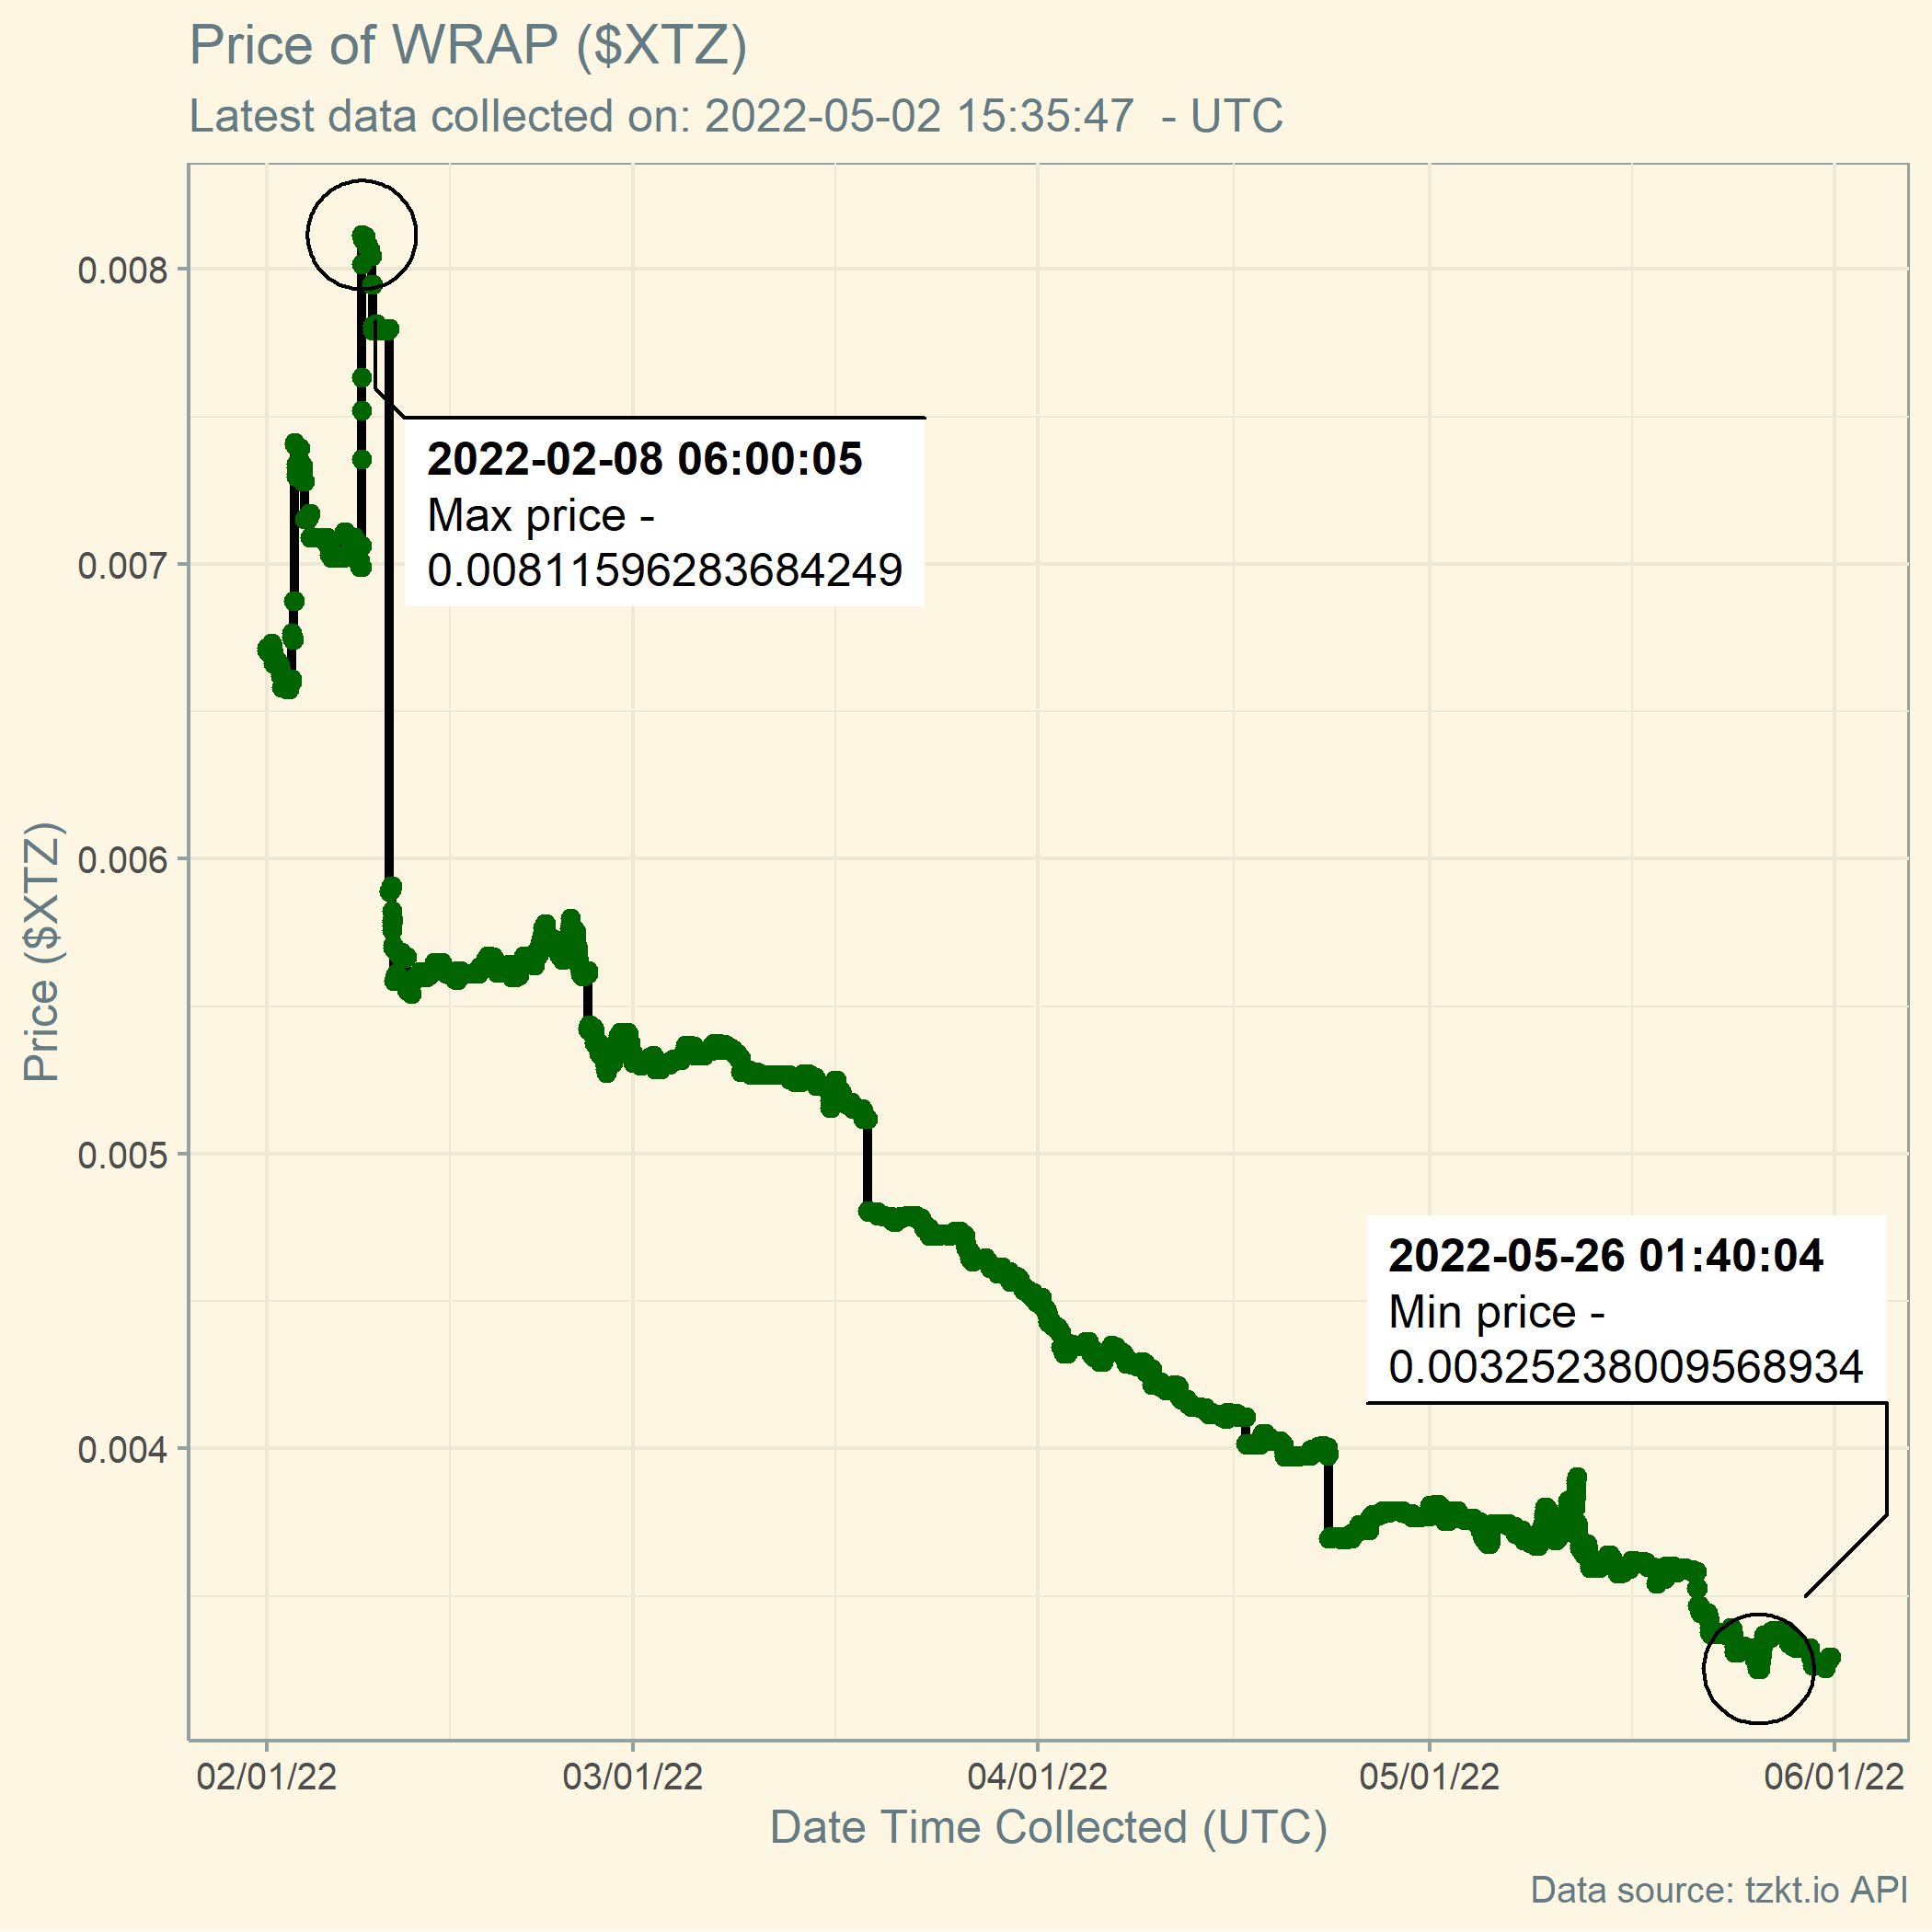 Price of WRAP ($XTZ)
Latest data collected on: 2022-05-02 15:35:47  - UTC
0.008
2022-02-08 06:00:05
Max price -
0.00811596283684249
0.007
0.006
Price ($XTZ)
0.005
2022-05-26 01:40:04
Min price -
0.00325238009568934
0.004
02/01/22
03/01/22
04/01/22
05/01/22
06/01/22
Date Time Collected (UTC)
Data source: tzkt.io API